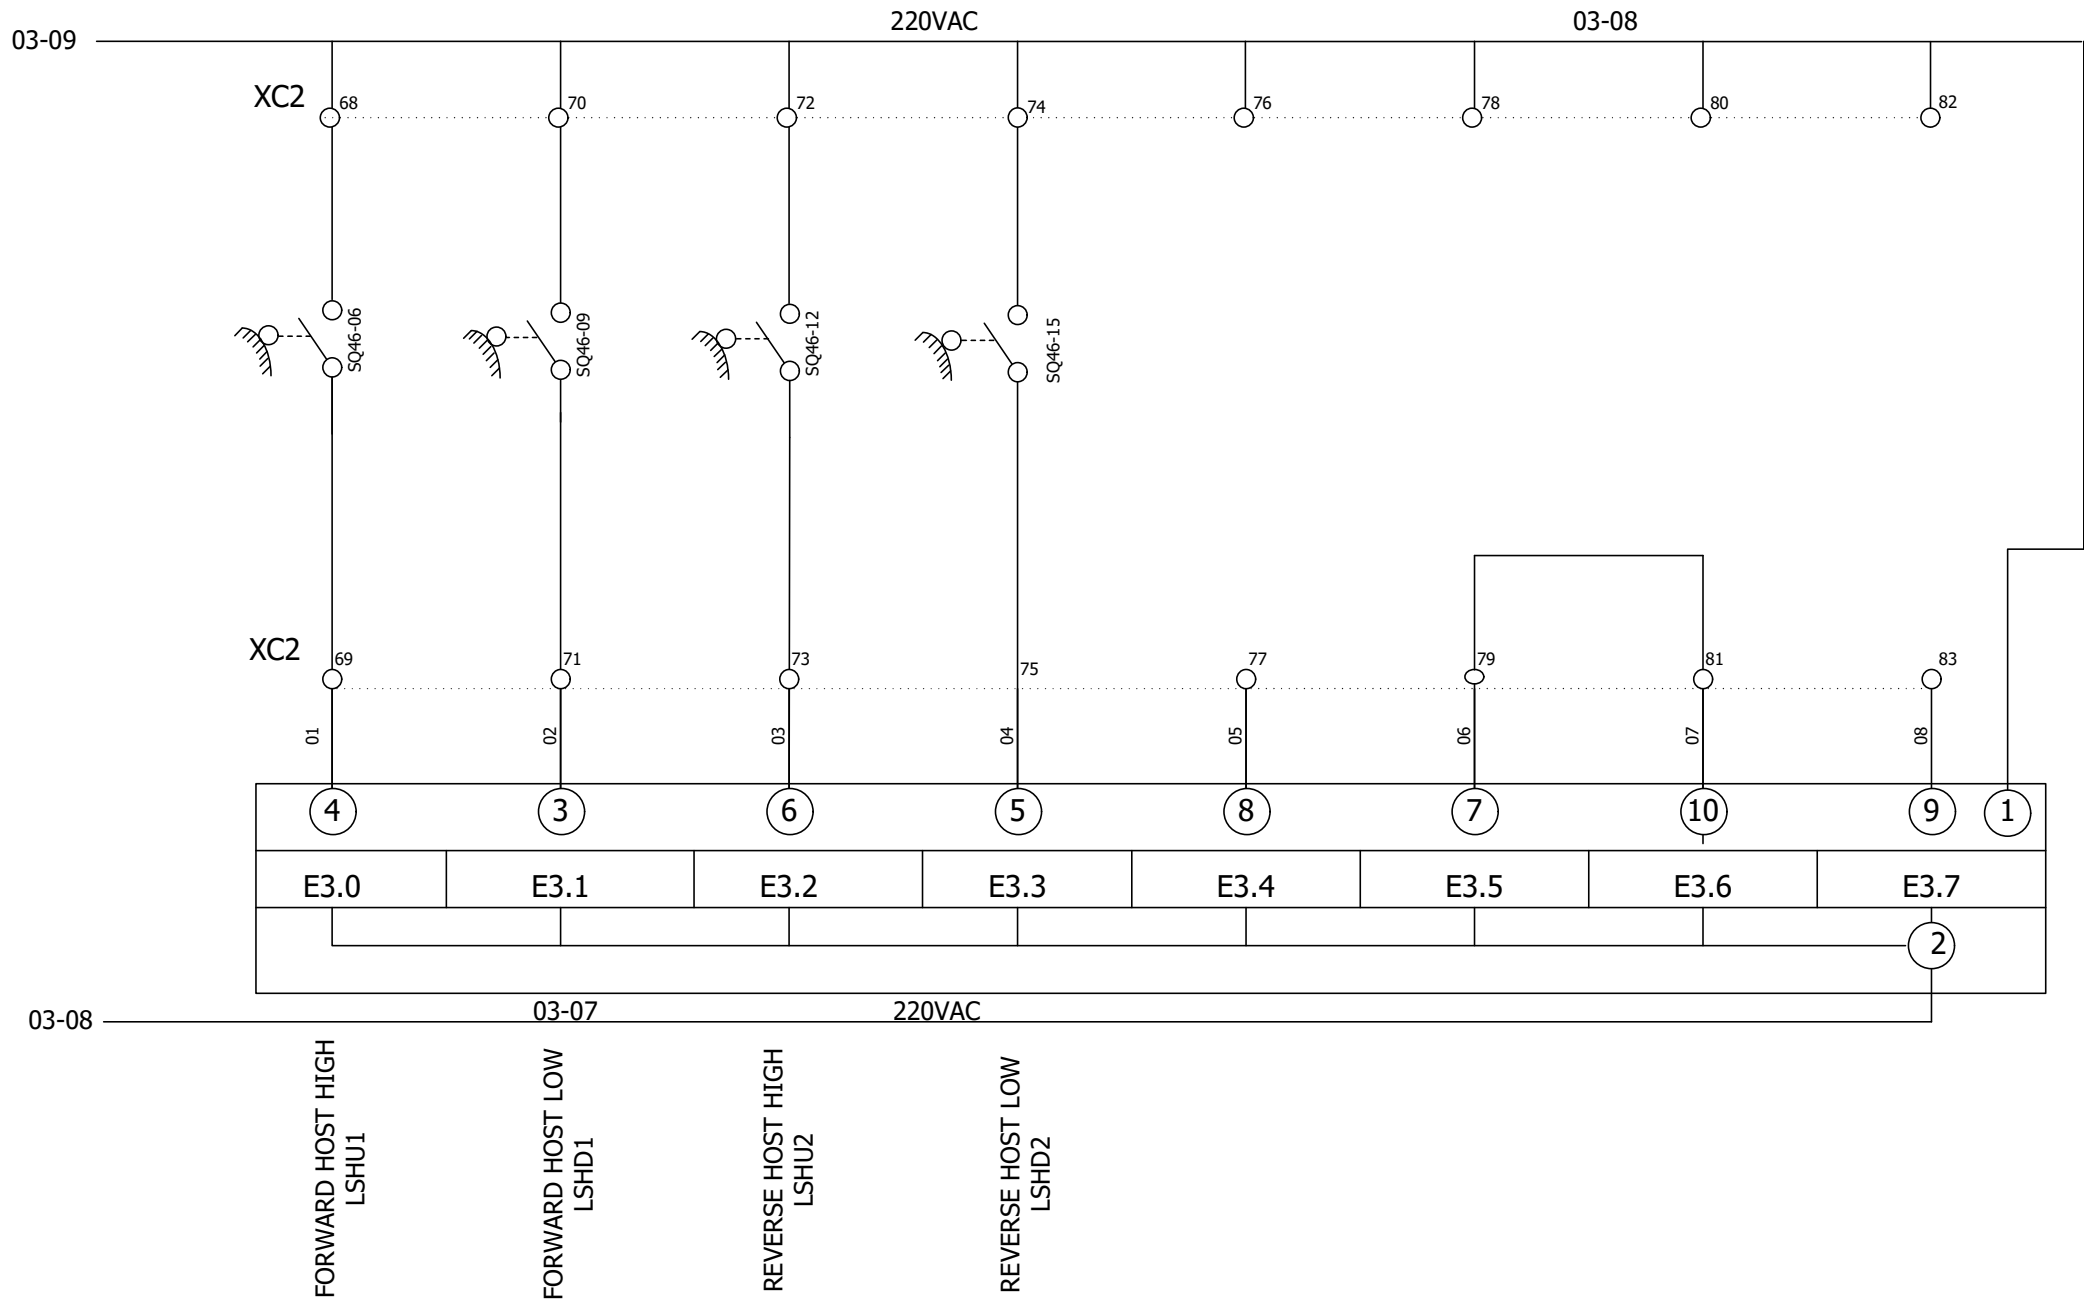 220VAC
03-08
03-09
XC2
68
70
72
74
76
78
80
82
SQ46-06
SQ46-09
SQ46-12
SQ46-15
XC2
69
71
73
75
77
79
81
83
01
02
03
04
05
06
07
08
4
3
6
5
8
7
10
9
1
E3.0
E3.1
E3.2
E3.3
E3.4
E3.5
E3.6
E3.7
2
03-07
220VAC
03-08
FORWARD HOST HIGH
LSHU1
FORWARD HOST LOW
LSHD1
REVERSE HOST HIGH
LSHU2
REVERSE HOST LOW
LSHD2